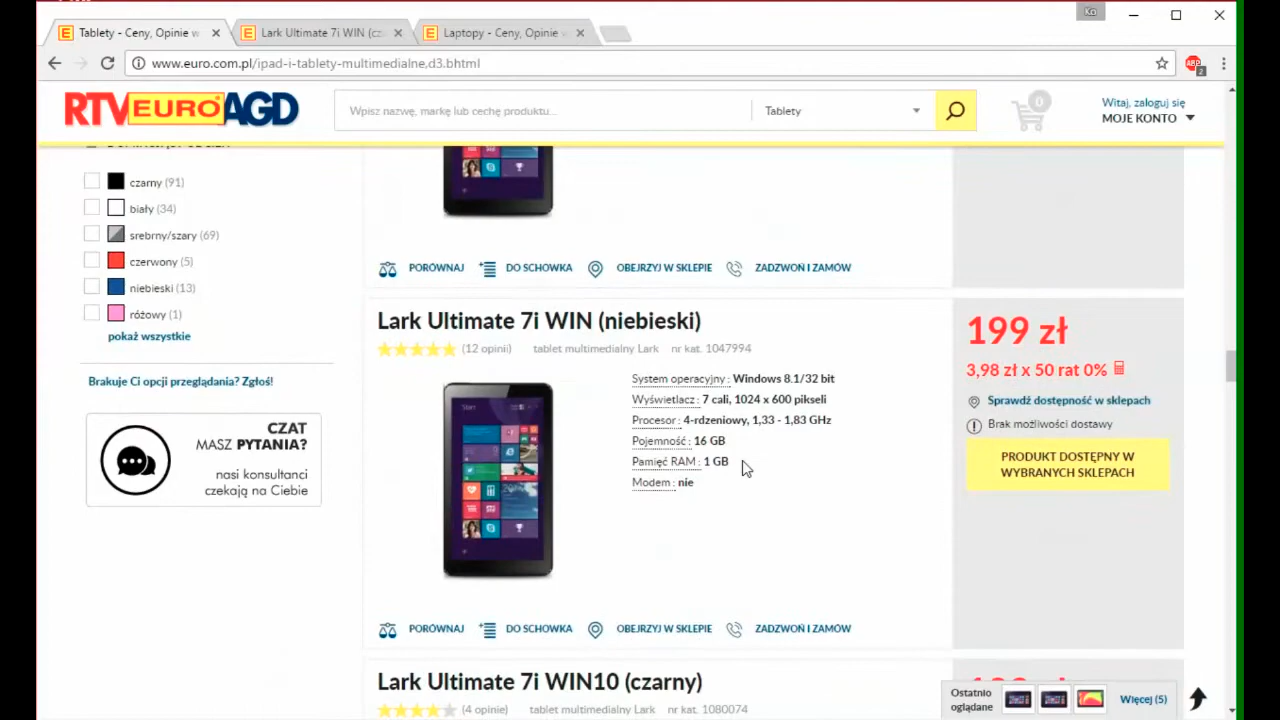 Ko
Tablety - Ceny, Opinie w
Lark Ultimate 7i WIN (cz
Laptopy - Ceny, Opinie
www.euro.com.pl/ipad-i-tablety-multimedialne,d3.bhtml
ABP
2
RTV EURO AGD
Wpisz nazwę, markę lub cechę produktu...
Tablety
0
Witaj, zaloguj się
MOJE KONTO
czarny (91)
biały (34)
srebrny/szary (69)
czerwony (5)
niebieski (13)
różowy (1)
pokaż wszystkie
Brakuje Ci opcji przeglądania? Zgłoś!
CZAT
MASZ PYTANIA?
nasi konsultanci
czekają na Ciebie
PORÓWNAJ
DO SCHOWKA
OBEJRZYJ W SKLEPIE
ZADZWOŃ I ZAMÓW
Lark Ultimate 7i WIN (niebieski)
(12 opinii) tablet multimedialny Lark nr kat. 1047994
Start
System operacyjny : Windows 8.1/32 bit
Wyświetlacz : 7 cali, 1024 x 600 pikseli
Procesor : 4-rdzeniowy, 1,33 - 1,83 GHz
Pojemność : 16 GB
Pamięć RAM : 1 GB
Modem : nie
199 zł
3,98 zł x 50 rat 0%
Sprawdź dostępność w sklepach
Brak możliwości dostawy
PRODUKT DOSTĘPNY W
WYBRANYCH SKLEPACH
PORÓWNAJ
DO SCHOWKA
OBEJRZYJ W SKLEPIE
ZADZWOŃ I ZAMÓW
Lark Ultimate 7i WIN10 (czarny)
(4 opinie) tablet multimedialny Lark nr kat. 1080074
Ostatnio
oglądane
Więcej (5)